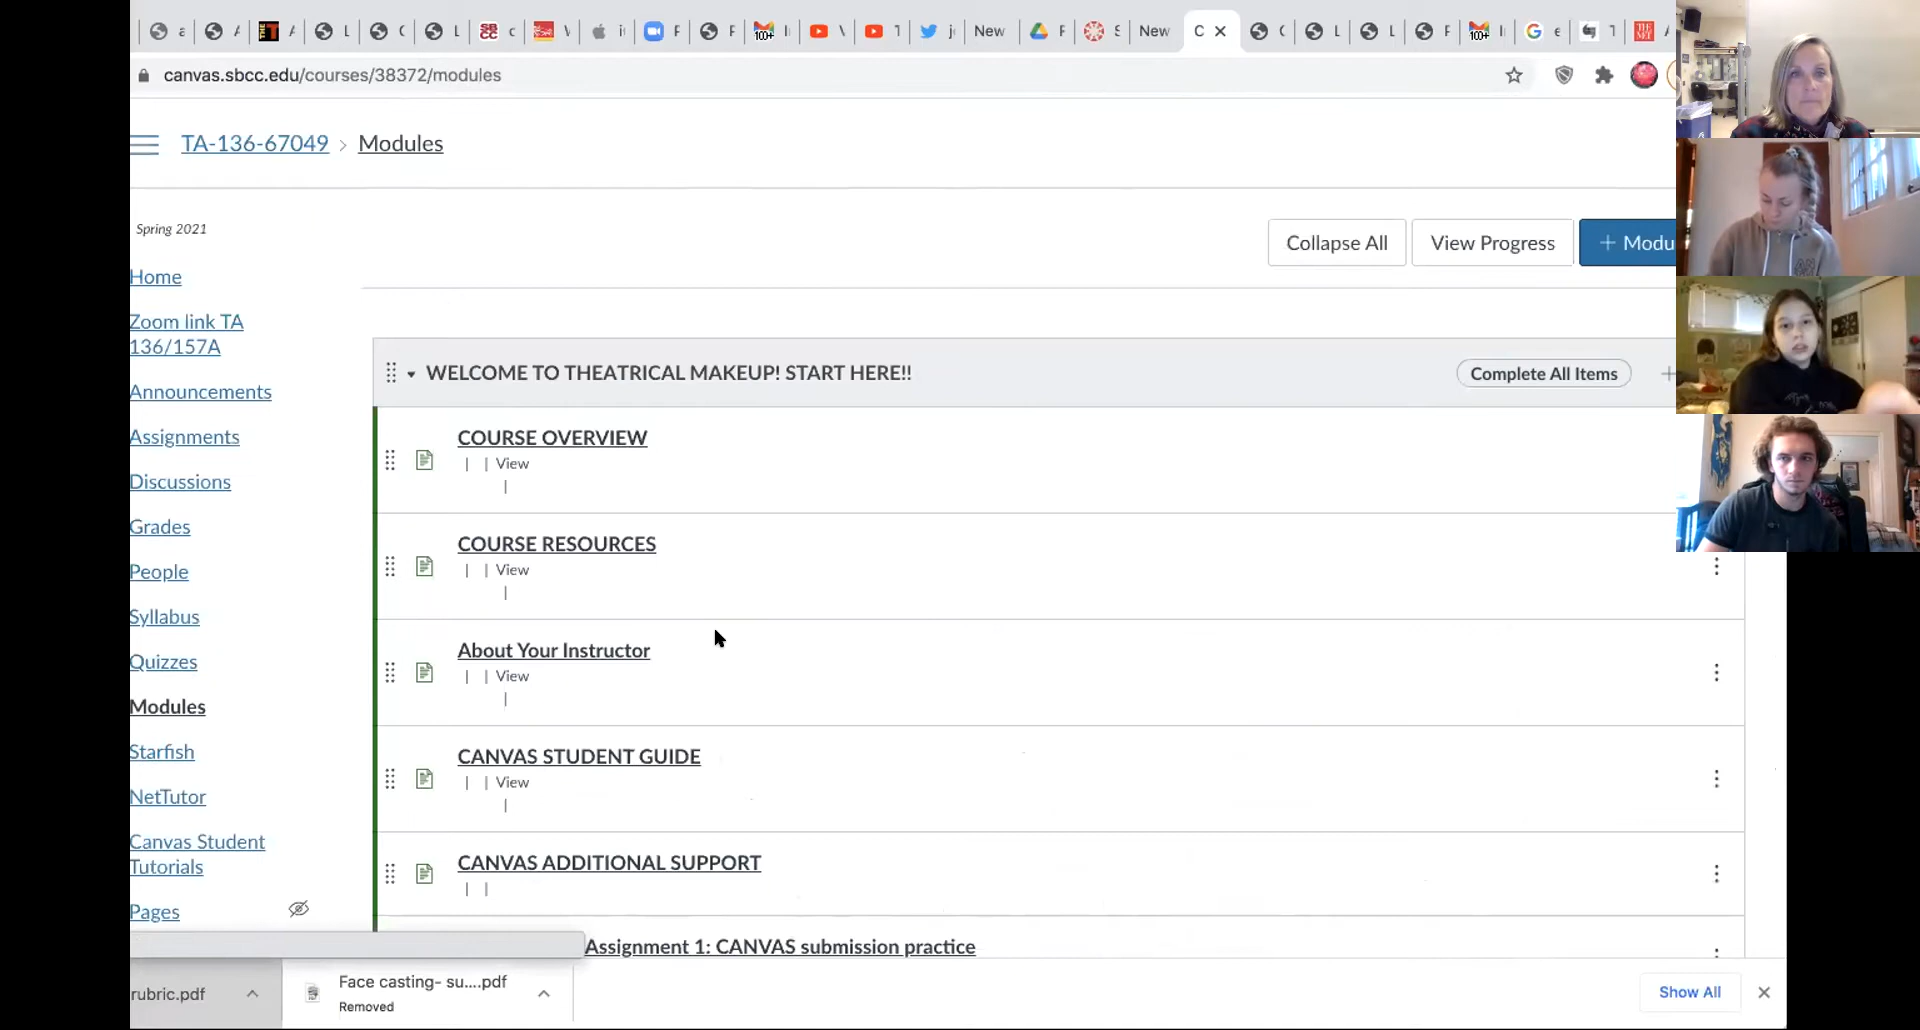 New
New
canvas.sbcc.edu/courses/38372/modules
TA-136-67049 > Modules
Spring 2021
Collapse All
View Progress
+ Modu
Home
Zoom link TA
136/157A
Announcements
Assignments
Discussions
Grades
People
Syllabus
Quizzes
Modules
Starfish
NetTutor
Canvas Student
Tutorials
Pages
WELCOME TO THEATRICAL MAKEUP! START HERE!!
Complete All Items
COURSE OVERVIEW
| | View
|
COURSE RESOURCES
| | View
|
About Your Instructor
| | View
|
CANVAS STUDENT GUIDE
| | View
|
CANVAS ADDITIONAL SUPPORT
| |
Assignment 1: CANVAS submission practice
rubric.pdf
Face casting- su....pdf
Removed
Show All